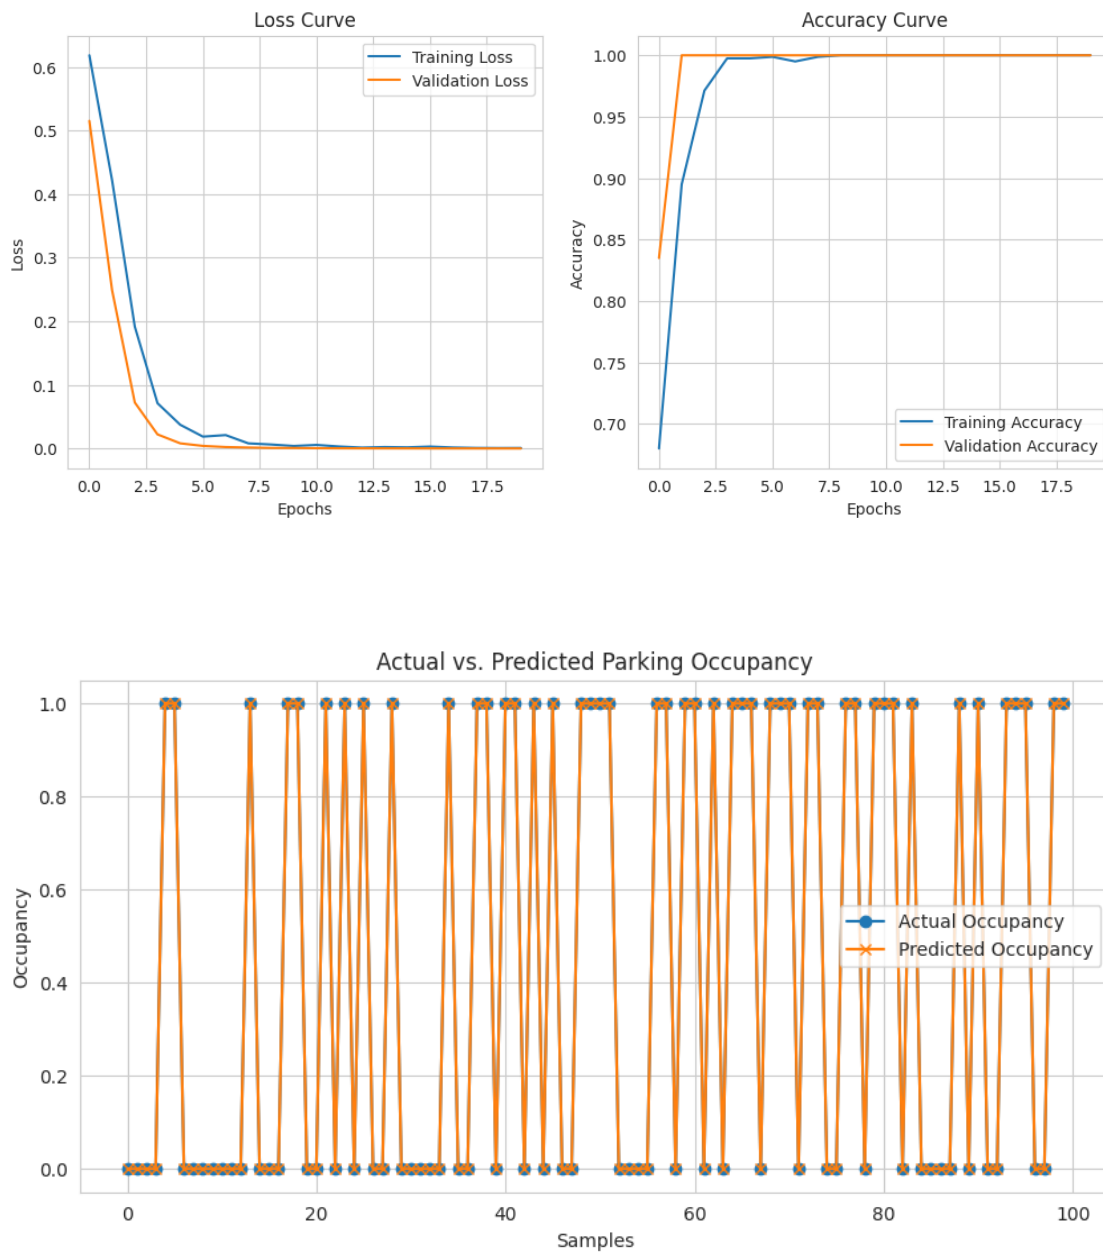 Loss Curve
Training Loss
Validation Loss
0.6
0.5
0.4
0.3
0.2
0.1
0.0
Loss
0.0 2.5 5.0 7.5 10.0 12.5 15.0 17.5
Epochs
Accuracy Curve
1.00
0.95
0.90
0.85
0.80
0.75
0.70
Accuracy
Training Accuracy
Validation Accuracy
0.0 2.5 5.0 7.5 10.0 12.5 15.0 17.5
Epochs
Actual vs. Predicted Parking Occupancy
1.0
0.8
0.6
0.4
0.2
0.0
Occupancy
Actual Occupancy
Predicted Occupancy
0 20 40 60 80 100
Samples